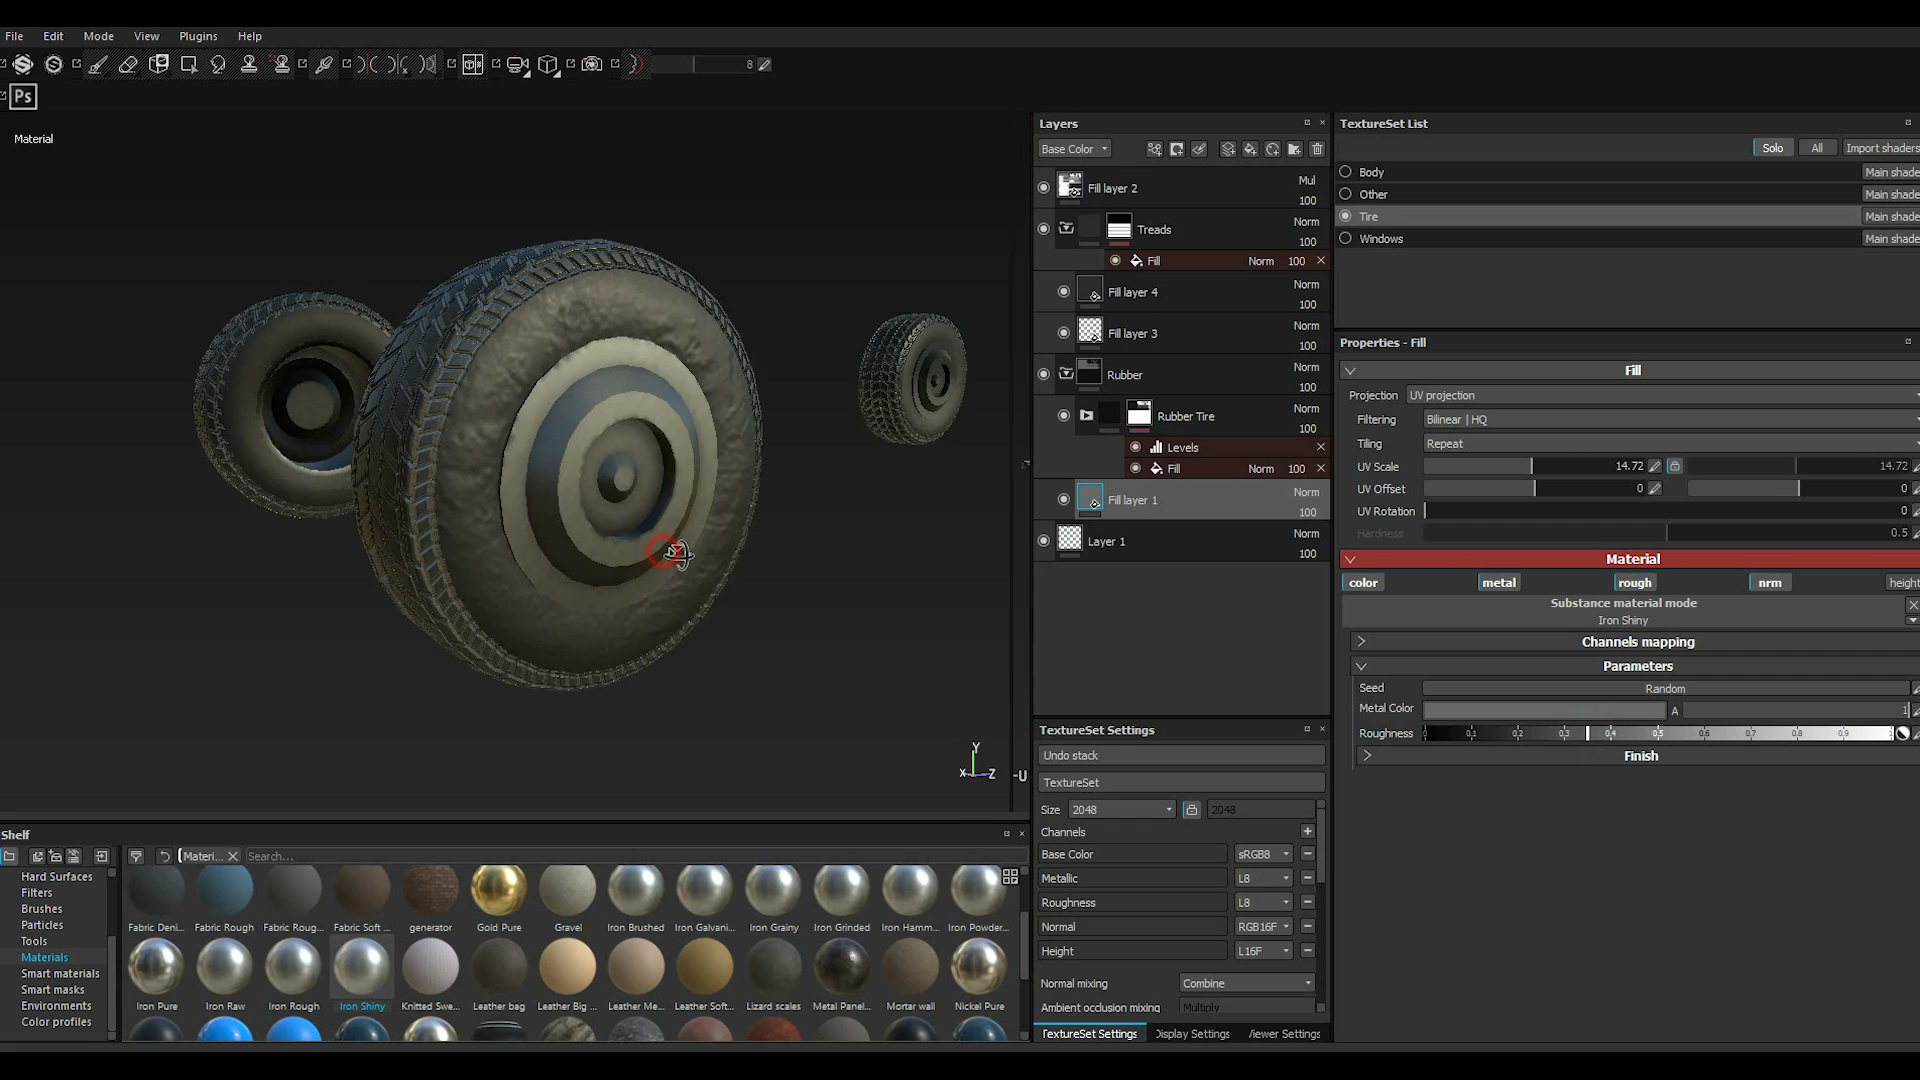 File Edit Mode View Plugins Help
8
Ps
Material
Layers
Base Color
Fill layer 2 Mul 100
Treads Norm 100
Fill Norm 100
Fill layer 4 Norm 100
Fill layer 3 Norm 100
Rubber Norm 100
Rubber Tire Norm 100
Levels
Fill Norm 100
Fill layer 1 Norm 100
Layer 1 Norm 100
TextureSet List
Solo All Import shaders
Body Main shade
Other Main shade
Tire Main shade
Windows Main shade
Properties - Fill
Fill
Projection UV projection
Filtering Bilinear | HQ
Tiling Repeat
UV Scale 14.72 14.72
UV Offset 0 0
UV Rotation 0
Hardness 0.5
Material
color metal rough nrm height
Substance material mode
Iron Shiny
Channels mapping
Parameters
Seed Random
Metal Color A 1
Roughness 0 0.1 0.2 0.3 0.4 0.5 0.6 0.7 0.8 0.9 1
Finish
Y
X Z
U
TextureSet Settings
Undo stack
TextureSet
Size 2048 2048
Channels
Base Color sRGB8
Metallic L8
Roughness L8
Normal RGB16F
Height L16F
Normal mixing Combine
Ambient occlusion mixing Multiply
TextureSet Settings Display Settings Viewer Settings
Shelf
Materi... Search...
Hard Surfaces
Filters
Brushes
Particles
Tools
Materials
Smart materials
Smart masks
Environments
Color profiles
Fabric Deni... Fabric Rough Fabric Roug... Fabric Soft ... generator Gold Pure Gravel Iron Brushed Iron Galvani... Iron Grainy Iron Grinded Iron Hamm... Iron Powder...
Iron Pure Iron Raw Iron Rough Iron Shiny Knitted Swe... Leather bag Leather Big ... Leather Me... Leather Soft... Lizard scales Metal Panel... Mortar wall Nickel Pure